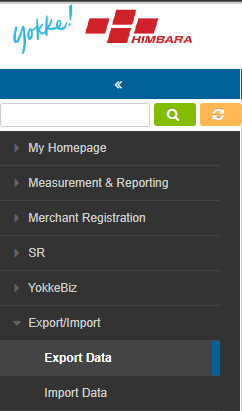 yokke!
HIMBARA
«
My Homepage
Measurement & Reporting
Merchant Registration
SR
YokkeBiz
Export/Import
Export Data
Import Data